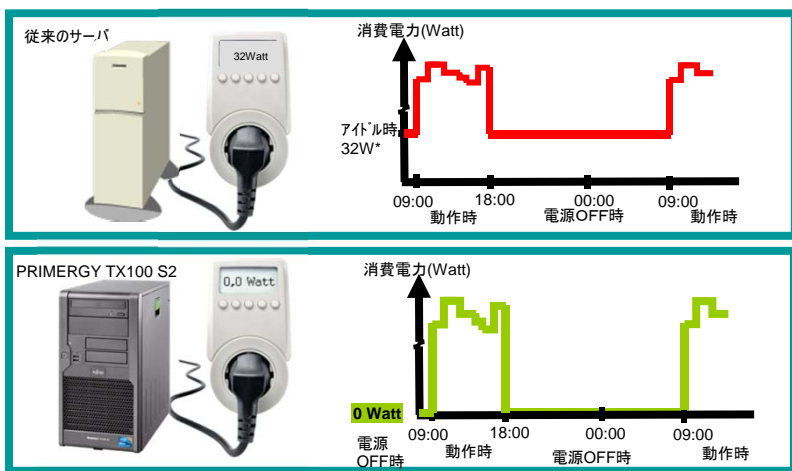 従来のサーバ
32Watt
消費電力(Watt)
ｱｲﾄﾞﾙ時
32W*
09:00 18:00 00:00 09:00
動作時 電源OFF時 動作時
PRIMERGY TX100 S2
0,0 Watt
消費電力(Watt)
0 Watt
電源
OFF時
09:00 18:00 00:00 09:00
動作時 電源OFF時 動作時